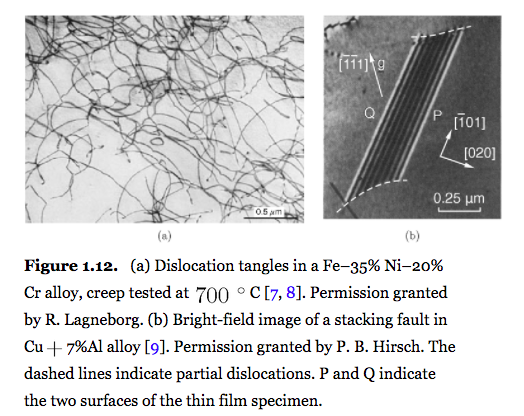 [1̅1̅1] g
Q
P
[1̅01]
[020]
0.5 μm
0.25 μm
(a)
(b)
Figure 1.12. (a) Dislocation tangles in a Fe–35% Ni–20%
Cr alloy, creep tested at 700 °C [7, 8]. Permission granted
by R. Lagneborg. (b) Bright-field image of a stacking fault in
Cu + 7%Al alloy [9]. Permission granted by P. B. Hirsch. The
dashed lines indicate partial dislocations. P and Q indicate
the two surfaces of the thin film specimen.